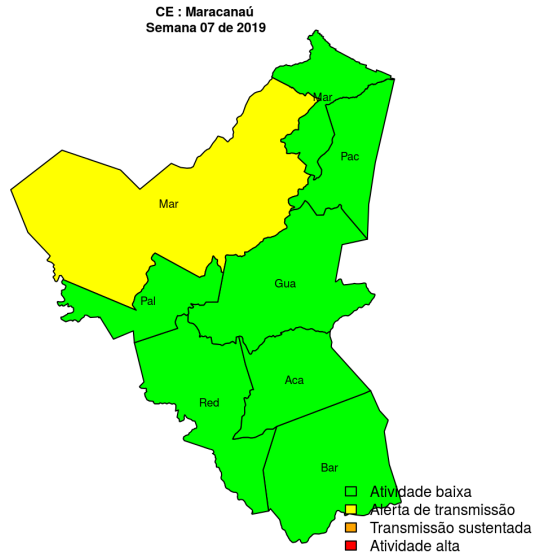 CE : Maracanaú
Semana 07 de 2019
Mar
Pac
Mar
Gua
Pal
Aca
Red
Bar
Atividade baixa
Alerta de transmissão
Transmissão sustentada
Atividade alta